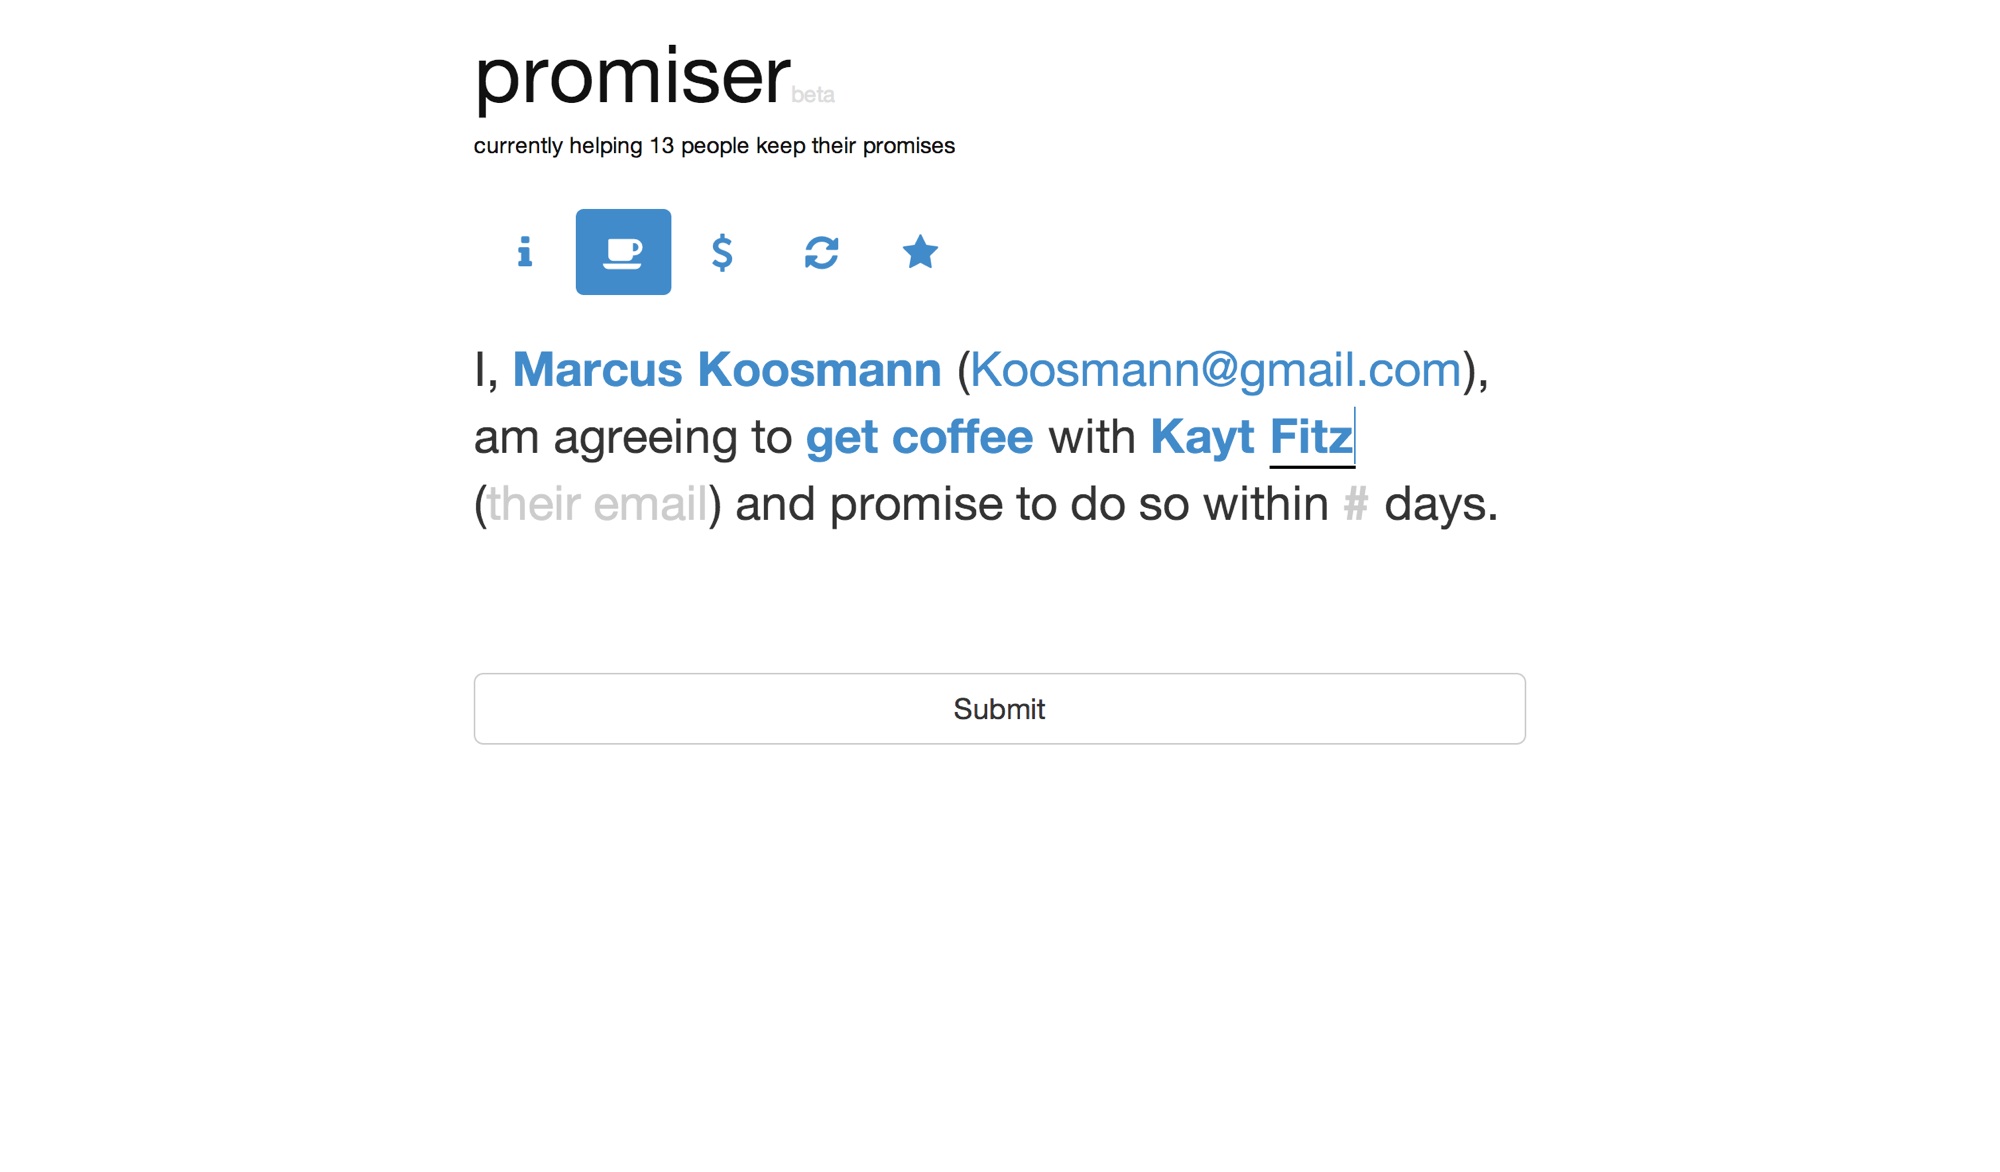 promiser beta
currently helping 13 people keep their promises
I, Marcus Koosmann (Koosmann@gmail.com),
am agreeing to get coffee with Kayt Fitz
(their email) and promise to do so within # days.
Submit